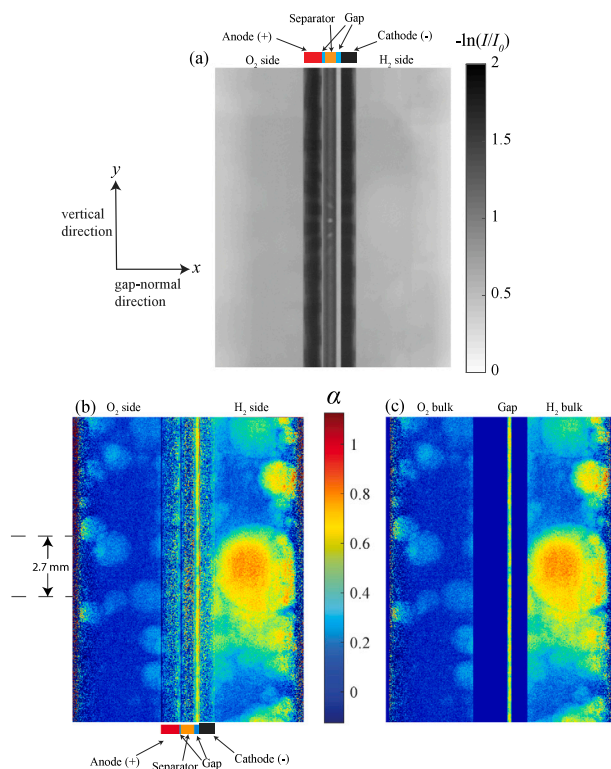 Separator Gap
Anode (+) Cathode (-)
-ln(I/I₀)
(a) O₂ side H₂ side
2
1.5
1
0.5
0
y
vertical
direction
x
gap-normal
direction
(b) O₂ side H₂ side
α
1
0.8
0.6
0.4
0.2
0
2.7 mm
Anode (+) Separator Gap Cathode (-)
(c) O₂ bulk Gap H₂ bulk